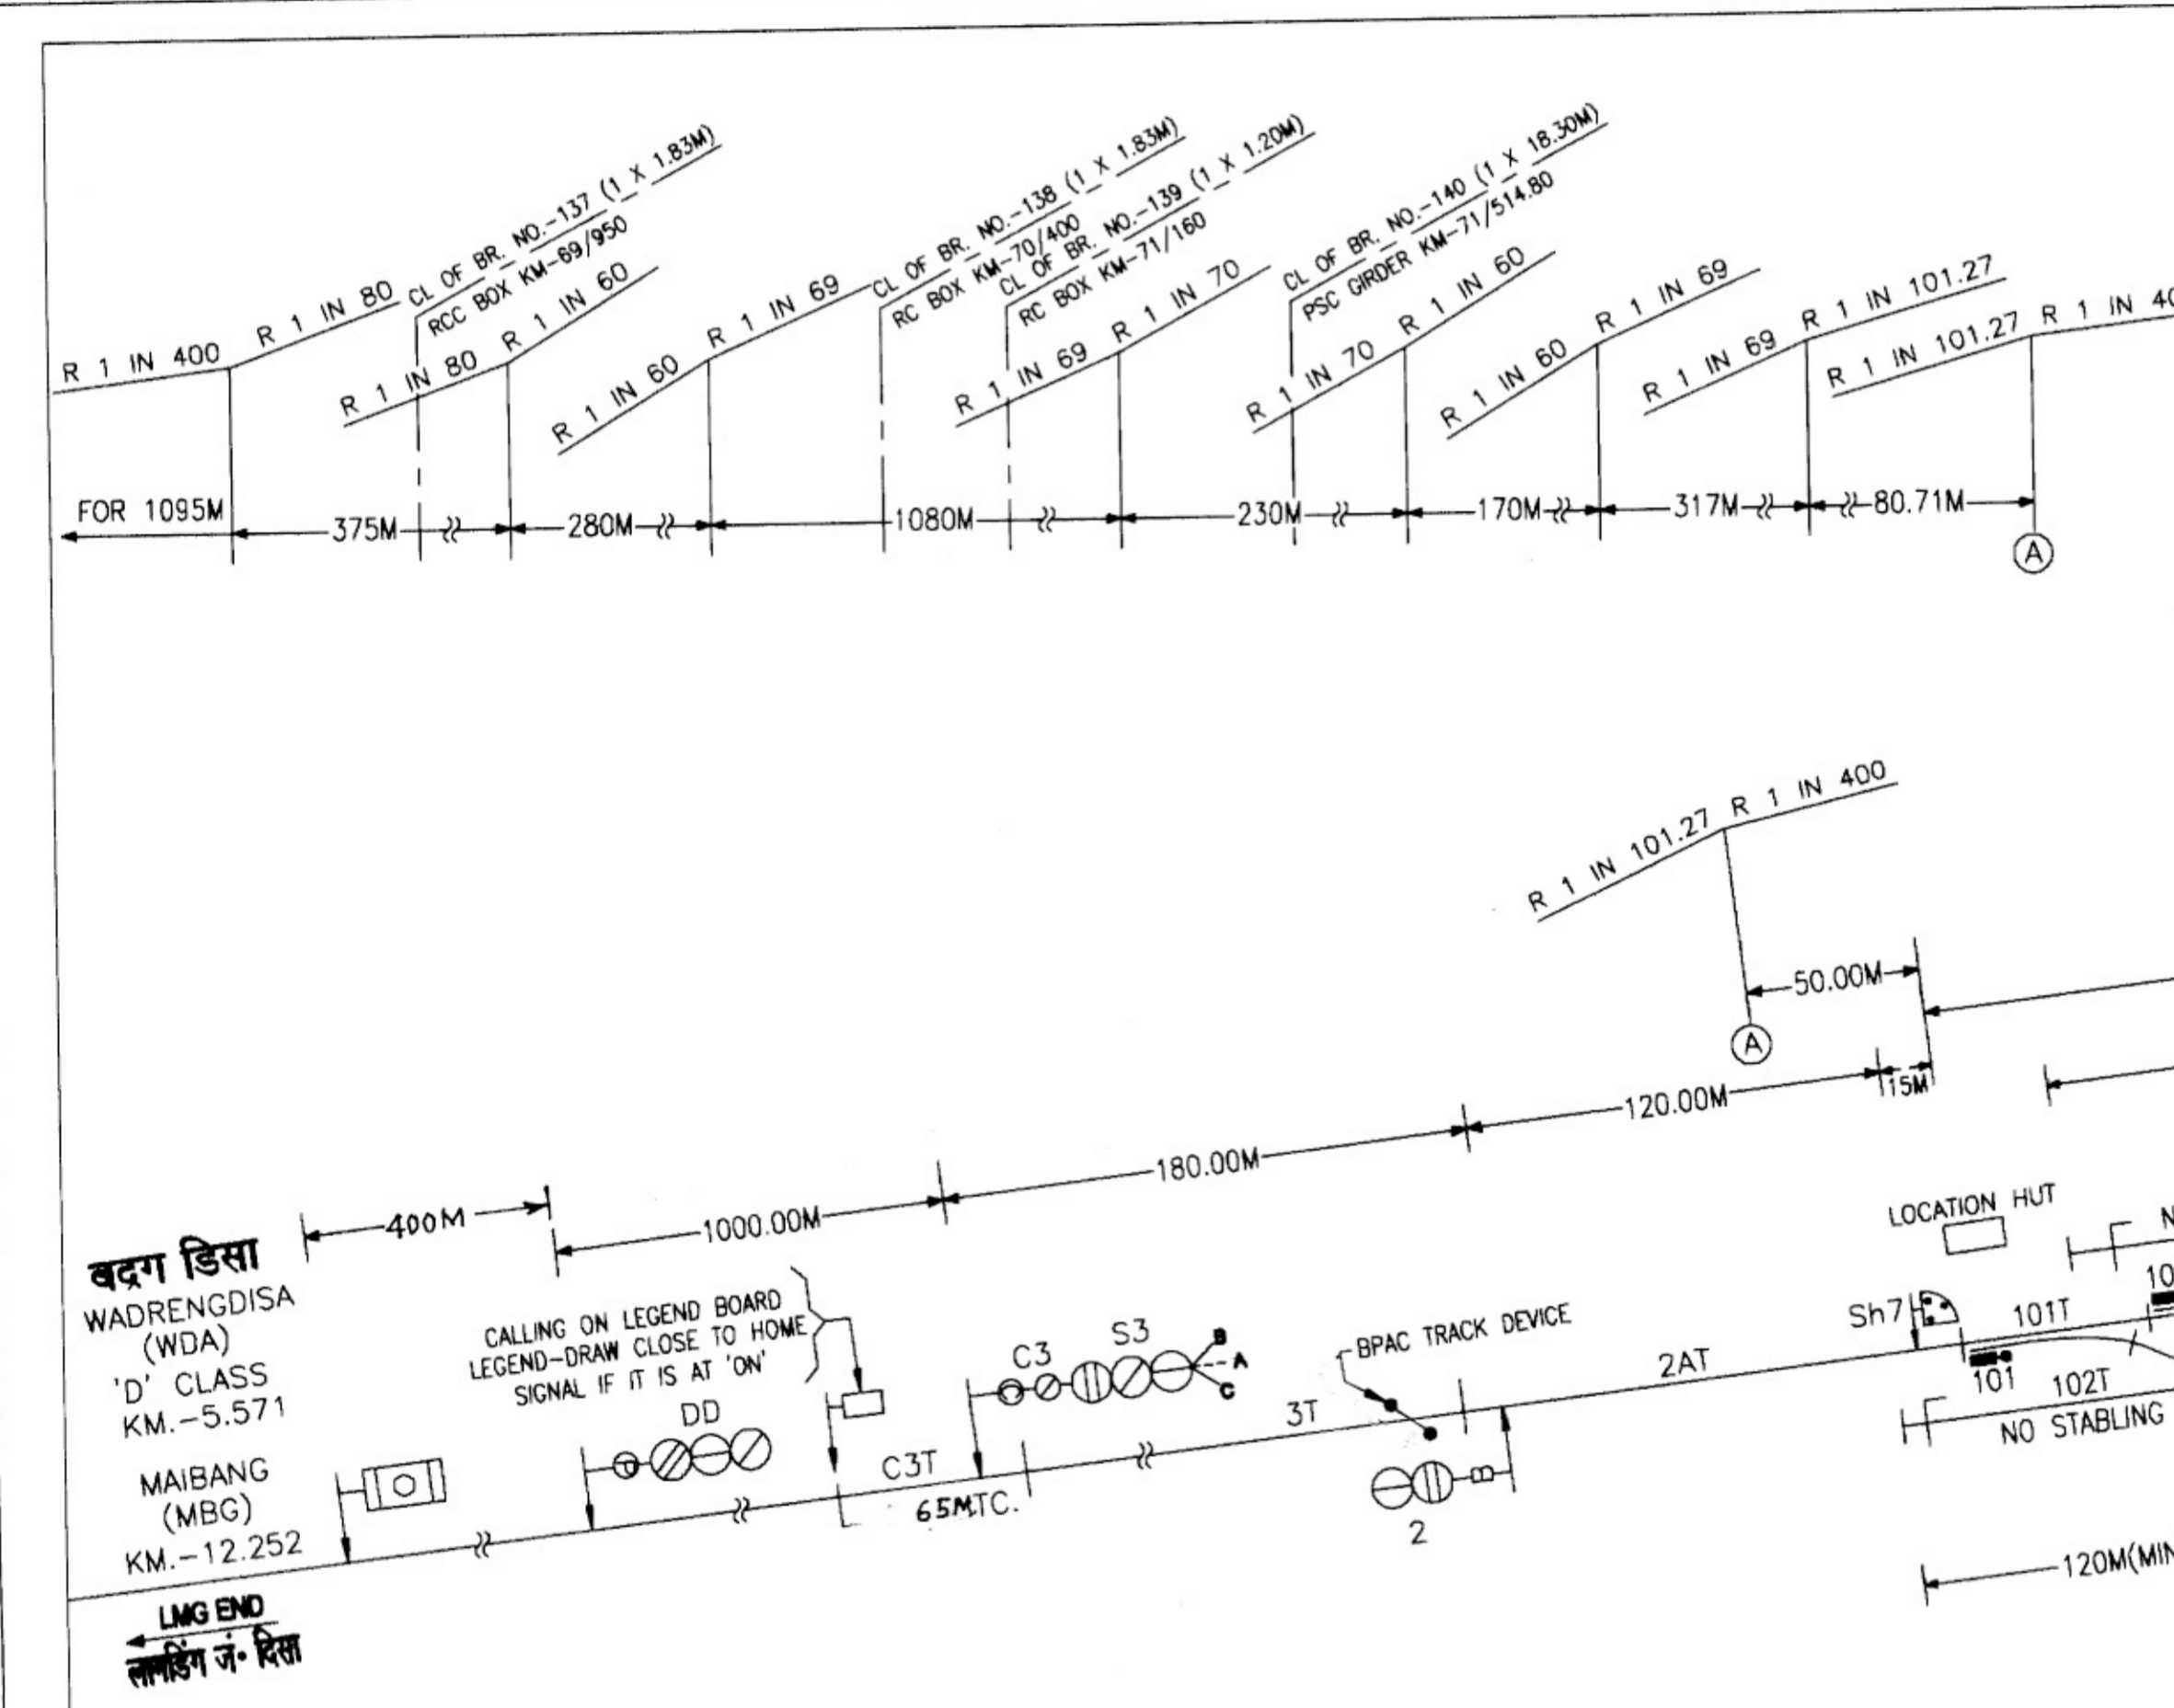 CL OF BR. NO.-137 (1 X 1.83M)
RCC BOX KM-69/950
CL OF BR. NO.-138 (1 X 1.83M)
RC BOX KM-70/400
CL OF BR. NO.-139 (1 X 1.20M)
RC BOX KM-71/160
CL OF BR. NO.-140 (1 X 18.30M)
PSC GIRDER KM-71/514.80
R 1 IN 400
R 1 IN 80
R 1 IN 80
R 1 IN 60
R 1 IN 60
R 1 IN 69
R 1 IN 69
R 1 IN 70
R 1 IN 70
R 1 IN 60
R 1 IN 60
R 1 IN 69
R 1 IN 69
R 1 IN 101.27
R 1 IN 101.27
R 1 IN 40
FOR 1095M
375M
280M
1080M
230M
170M
317M
80.71M
A
R 1 IN 101.27
R 1 IN 400
50.00M
A
15M
120.00M
180.00M
1000.00M
400M
वद्रग डिसा
WADRENGDISA
(WDA)
'D' CLASS
KM.-5.571
MAIBANG
(MBG)
KM.-12.252
LMG END
लामडिंग जं॰ दिसा
CALLING ON LEGEND BOARD
LEGEND-DRAW CLOSE TO HOME
SIGNAL IF IT IS AT 'ON'
DD
C3T
65M.TC.
C3
S3
B
A
C
BPAC TRACK DEVICE
3T
2
2AT
LOCATION HUT
N
Sh7
101T
10
101
102T
NO STABLING
120M(MIN